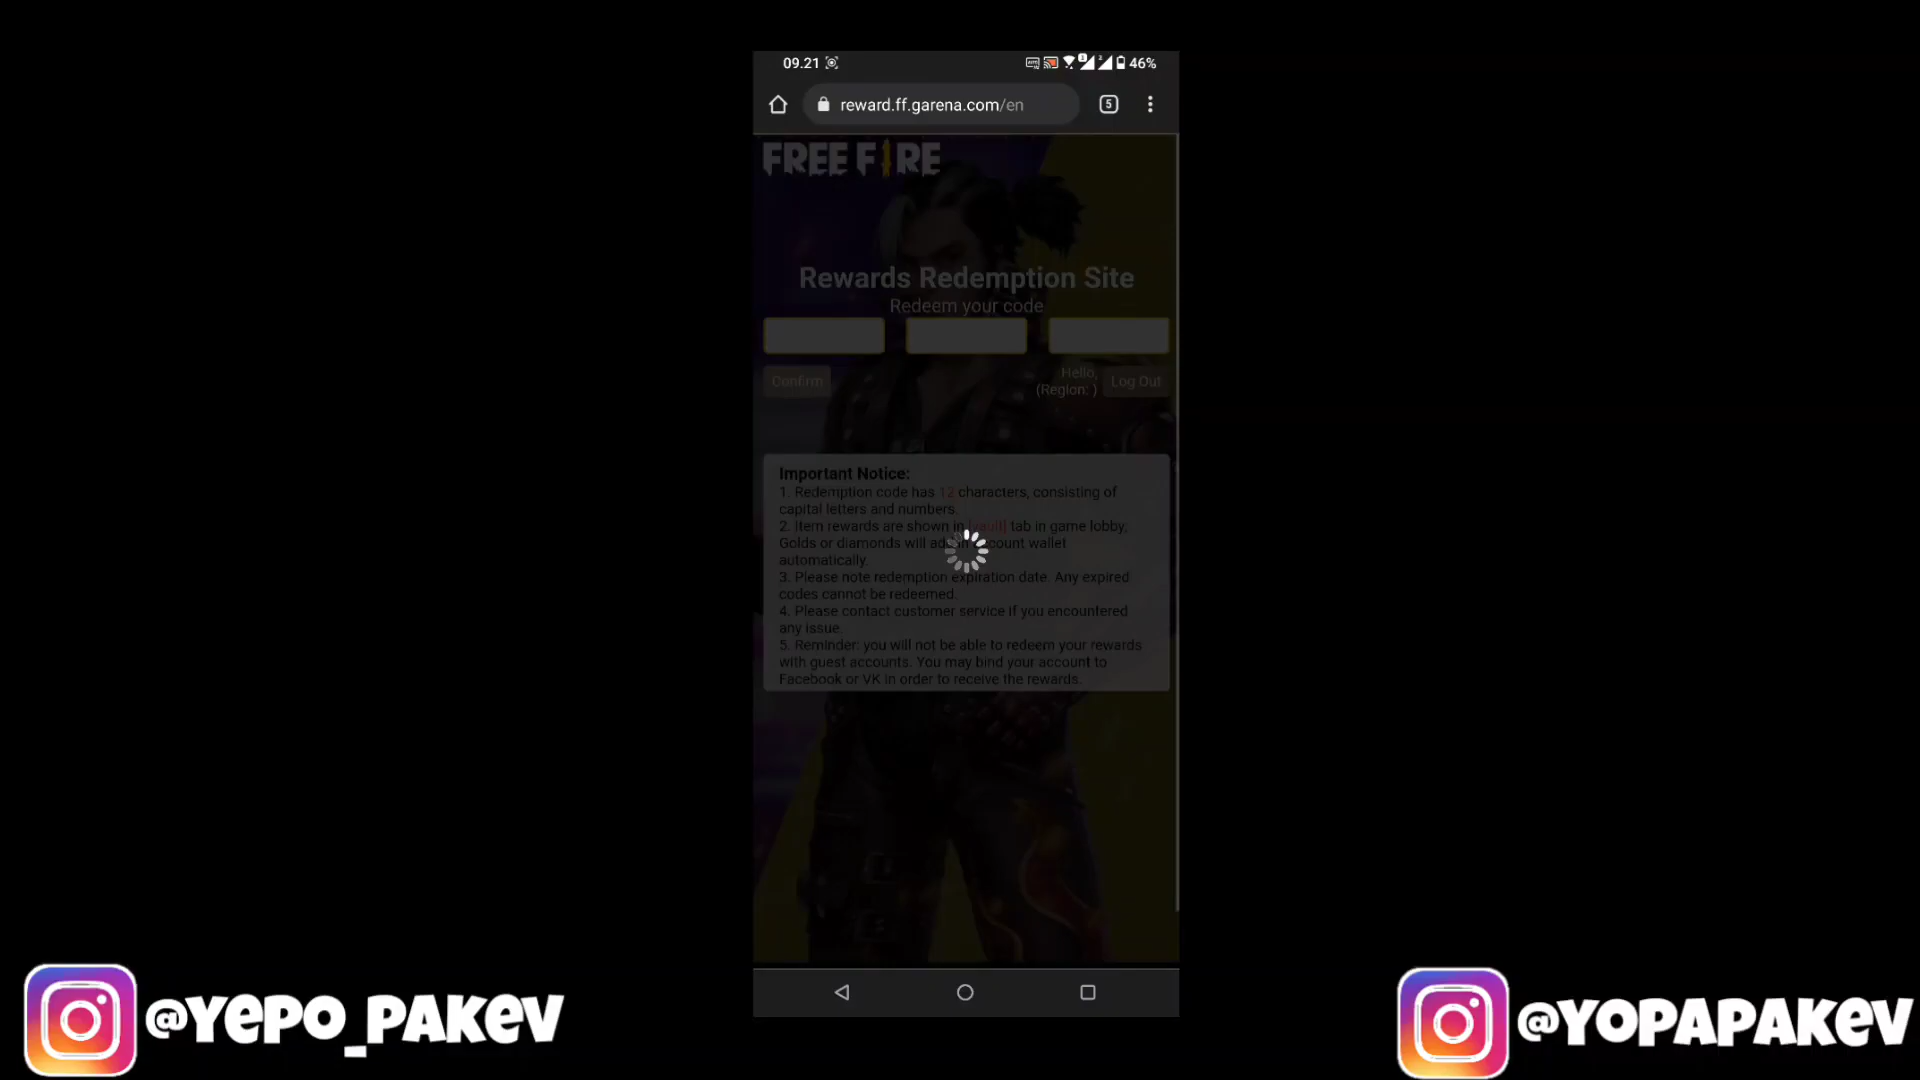 09.21
46%
reward.ff.garena.com/en
5
FREE FIRE
Rewards Redemption Site
Redeem your code
Confirm
Hello,
(Region: )
Log Out
Important Notice:
1. Redemption code has 12 characters, consisting of
capital letters and numbers.
2. Item rewards are shown in [vault] tab in game lobby;
Golds or diamonds will add in account wallet
automatically.
3. Please note redemption expiration date. Any expired
codes cannot be redeemed.
4. Please contact customer service if you encountered
any issue.
5. Reminder: you will not be able to redeem your rewards
with guest accounts. You may bind your account to
Facebook or VK in order to receive the rewards.
@YEPO_PAKEV
@YOPAPAKEV